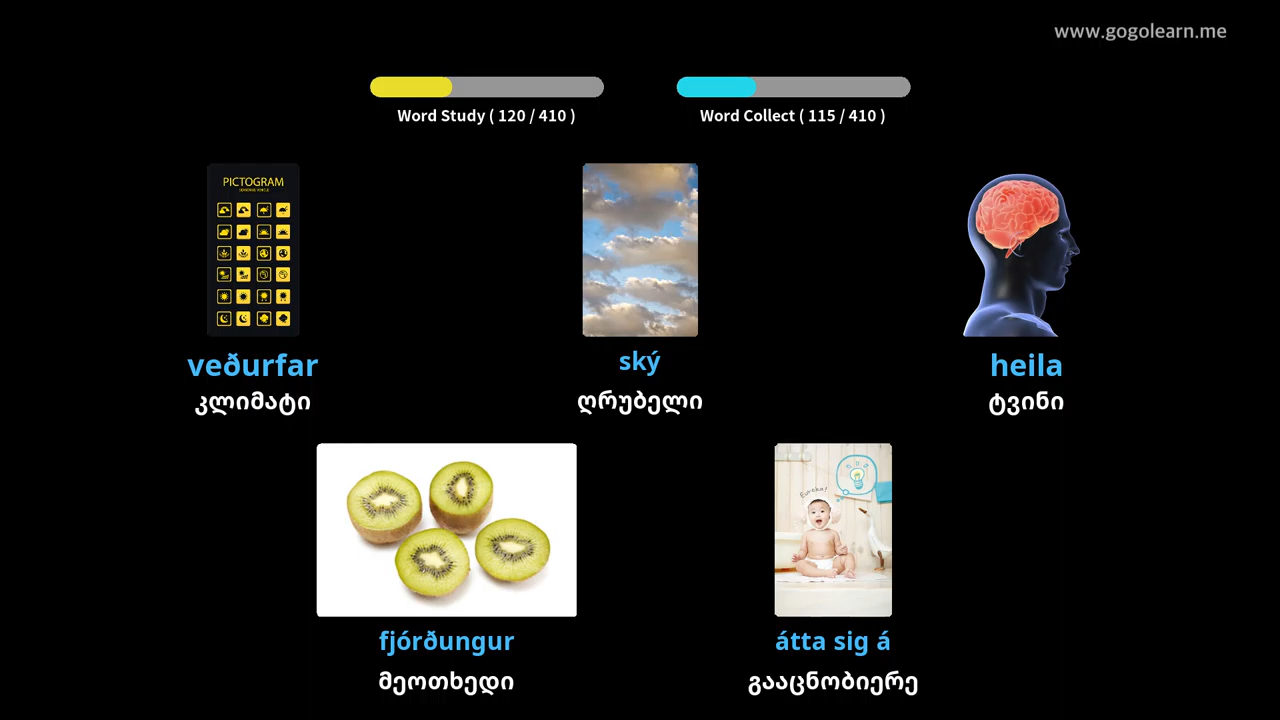 www.gogolearn.me
Word Study ( 120 / 410 )
Word Collect ( 115 / 410 )
PICTOGRAM
veðurfar
კლიმატი
ský
ღრუბელი
heila
ტვინი
Eureka!
fjórðungur
მეოთხედი
átta sig á
გააცნობიერე